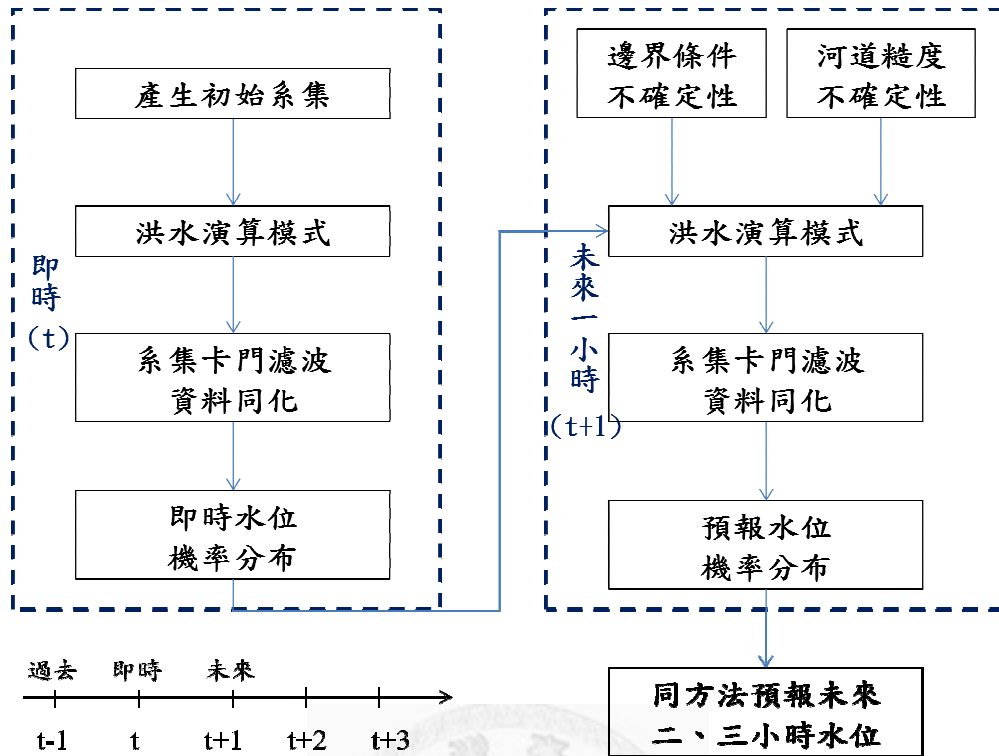 產生初始系集
洪水演算模式
即時
(t)
系集卡門濾波
資料同化
即時水位
機率分布
邊界條件
不確定性
河道糙度
不確定性
洪水演算模式
未來一小時
(t+1)
系集卡門濾波
資料同化
預報水位
機率分布
同方法預報未來
二、三小時水位
過去 即時 未來
t-1 t t+1 t+2 t+3